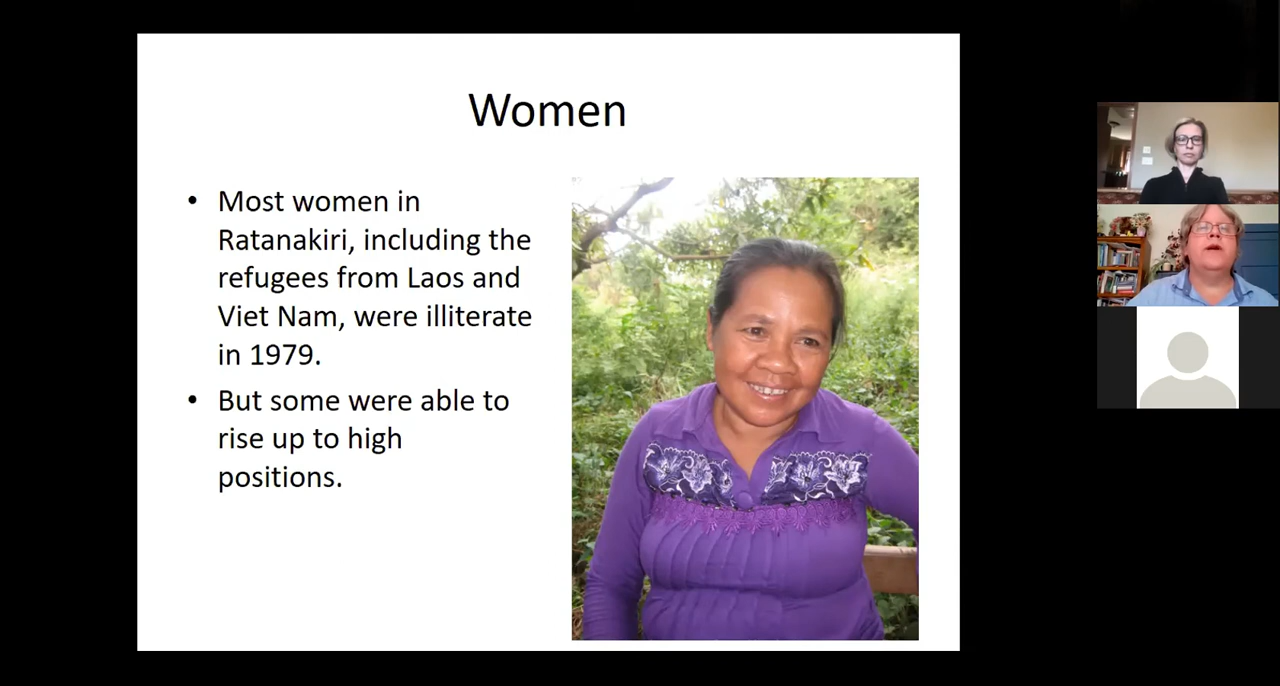 Women
• Most women in
Ratanakiri, including the
refugees from Laos and
Viet Nam, were illiterate
in 1979.
• But some were able to
rise up to high
positions.